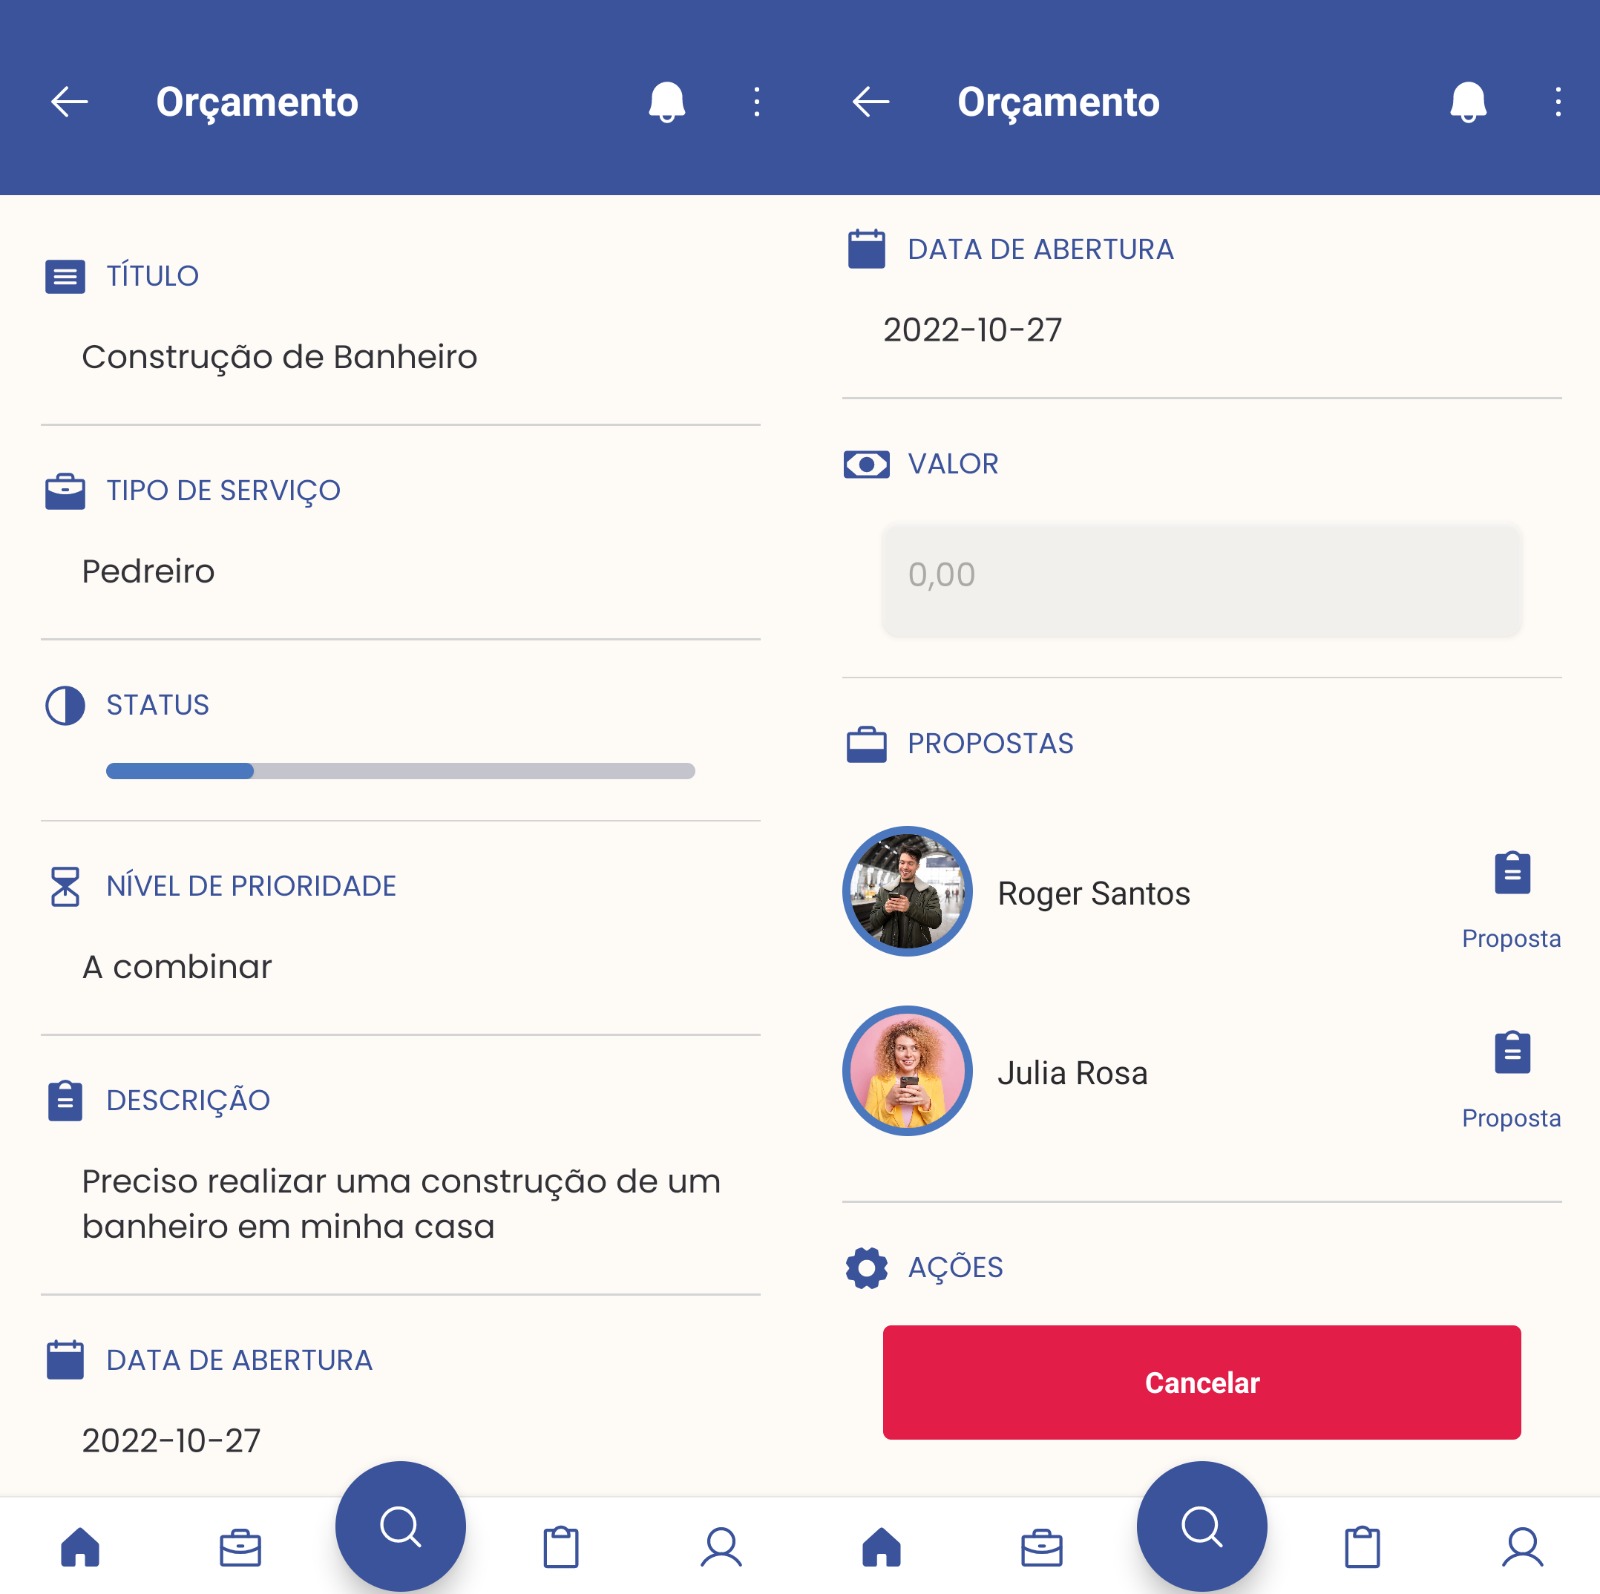 Orçamento
TÍTULO
Construção de Banheiro
TIPO DE SERVIÇO
Pedreiro
STATUS
NÍVEL DE PRIORIDADE
A combinar
DESCRIÇÃO
Preciso realizar uma construção de um
banheiro em minha casa
DATA DE ABERTURA
2022-10-27
Orçamento
DATA DE ABERTURA
2022-10-27
VALOR
0,00
PROPOSTAS
Roger Santos
Proposta
Julia Rosa
Proposta
AÇÕES
Cancelar